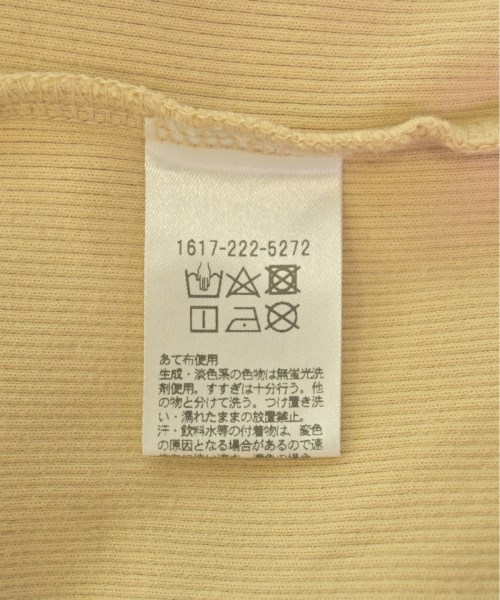 1617-222-5272
あて布使用
生成・淡色系の色物は無蛍光洗
剤使用。すすぎは十分行う。他
の物と分けて洗う。つけ置き洗
い・濡れたままの放置禁止。
汗・飲料水等の付着物は、変色
の原因となる場合があるので速